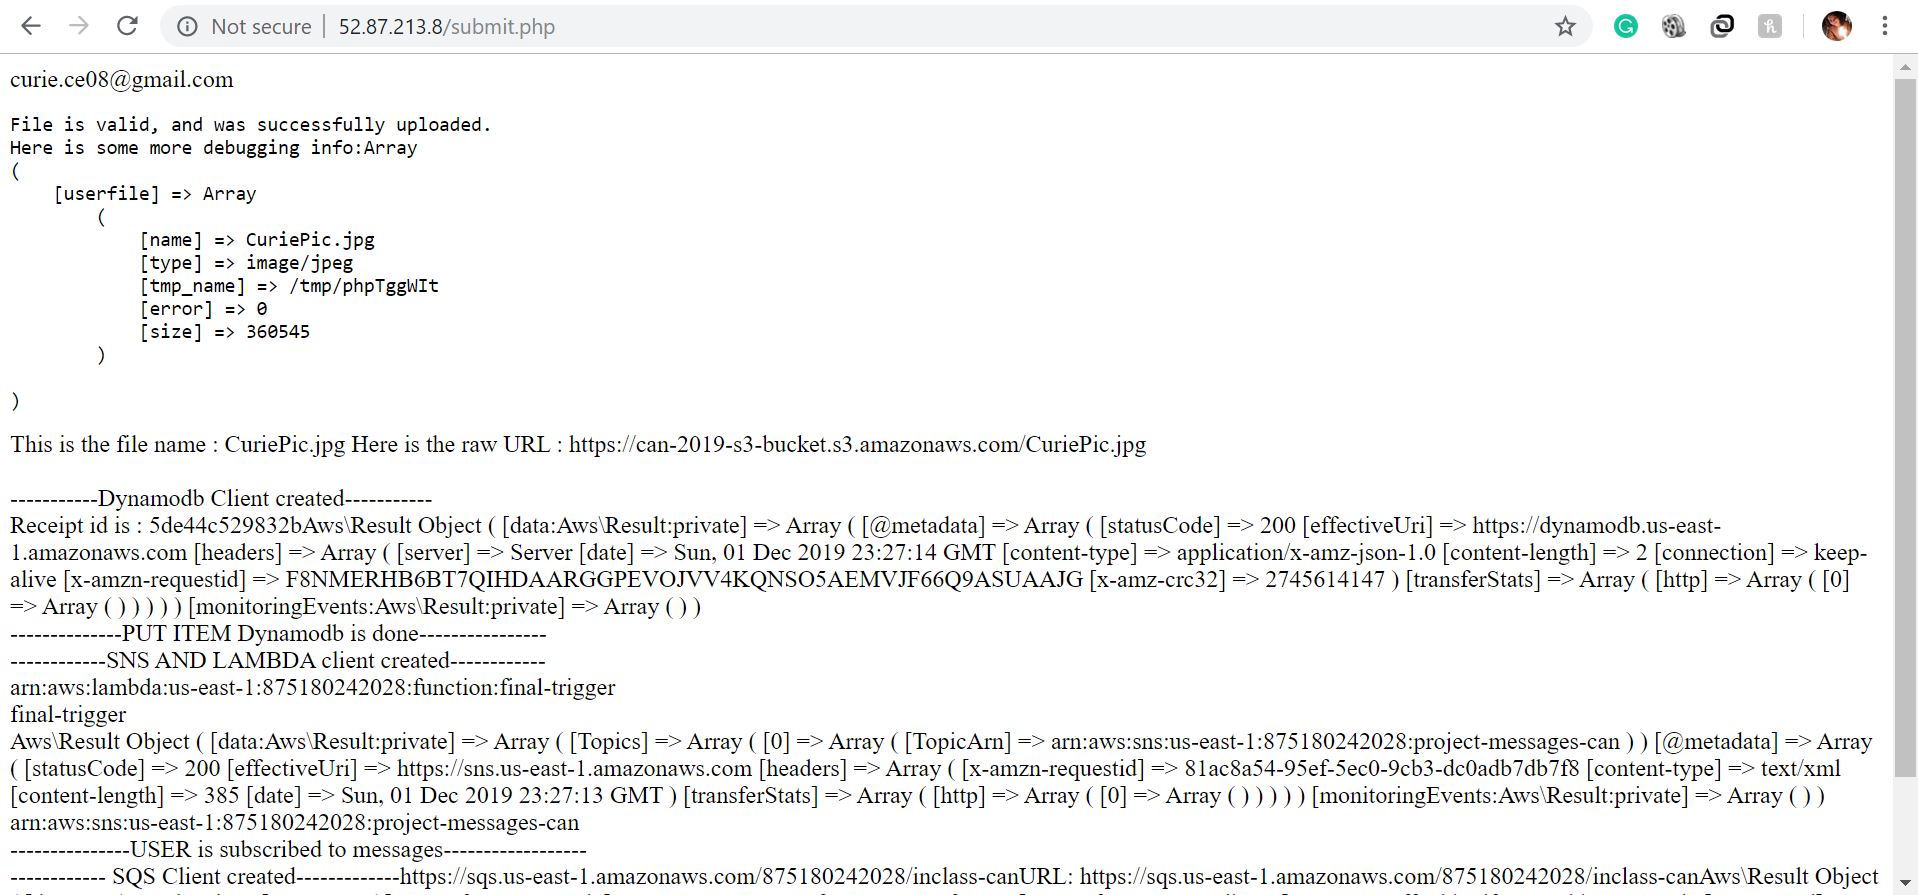 Not secure | 52.87.213.8/submit.php
curie.ce08@gmail.com
File is valid, and was successfully uploaded.
Here is some more debugging info:Array
(
    [userfile] => Array
        (
            [name] => CuriePic.jpg
            [type] => image/jpeg
            [tmp_name] => /tmp/phpTggWIt
            [error] => 0
            [size] => 360545
        )
)
This is the file name : CuriePic.jpg Here is the raw URL : https://can-2019-s3-bucket.s3.amazonaws.com/CuriePic.jpg
-----------Dynamodb Client created-----------
Receipt id is : 5de44c529832bAws\Result Object ( [data:Aws\Result:private] => Array ( [@metadata] => Array ( [statusCode] => 200 [effectiveUri] => https://dynamodb.us-east-
1.amazonaws.com [headers] => Array ( [server] => Server [date] => Sun, 01 Dec 2019 23:27:14 GMT [content-type] => application/x-amz-json-1.0 [content-length] => 2 [connection] => keep-
alive [x-amzn-requestid] => F8NMERHB6BT7QIHDAARGGPEVOJVV4KQNSO5AEMVJF66Q9ASUAAJG [x-amz-crc32] => 2745614147 ) [transferStats] => Array ( [http] => Array ( [0]
=> Array ( ) ) ) ) ) [monitoringEvents:Aws\Result:private] => Array ( ) )
--------------PUT ITEM Dynamodb is done----------------
------------SNS AND LAMBDA client created------------
arn:aws:lambda:us-east-1:875180242028:function:final-trigger
final-trigger
Aws\Result Object ( [data:Aws\Result:private] => Array ( [Topics] => Array ( [0] => Array ( [TopicArn] => arn:aws:sns:us-east-1:875180242028:project-messages-can ) ) [@metadata] => Array
( [statusCode] => 200 [effectiveUri] => https://sns.us-east-1.amazonaws.com [headers] => Array ( [x-amzn-requestid] => 81ac8a54-95ef-5ec0-9cb3-dc0adb7db7f8 [content-type] => text/xml
[content-length] => 385 [date] => Sun, 01 Dec 2019 23:27:13 GMT ) [transferStats] => Array ( [http] => Array ( [0] => Array ( ) ) ) ) ) [monitoringEvents:Aws\Result:private] => Array ( ) )
arn:aws:sns:us-east-1:875180242028:project-messages-can
---------------USER is subscribed to messages------------------
------------ SQS Client created-------------https://sqs.us-east-1.amazonaws.com/875180242028/inclass-canURL: https://sqs.us-east-1.amazonaws.com/875180242028/inclass-canAws\Result Object